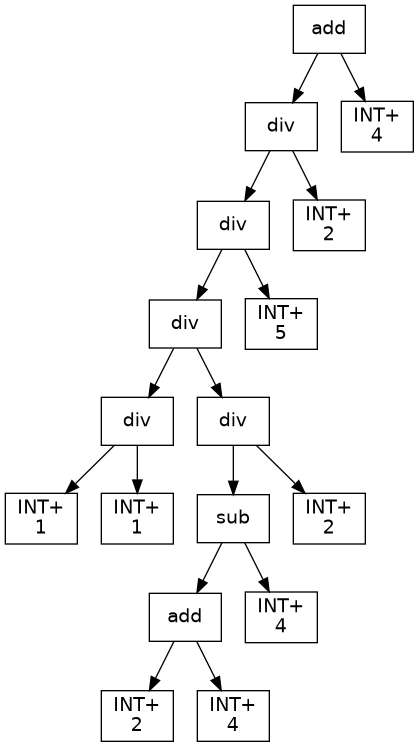 add
div
INT+
4
div
INT+
2
div
INT+
5
div
div
INT+
1
INT+
1
sub
INT+
2
add
INT+
4
INT+
2
INT+
4